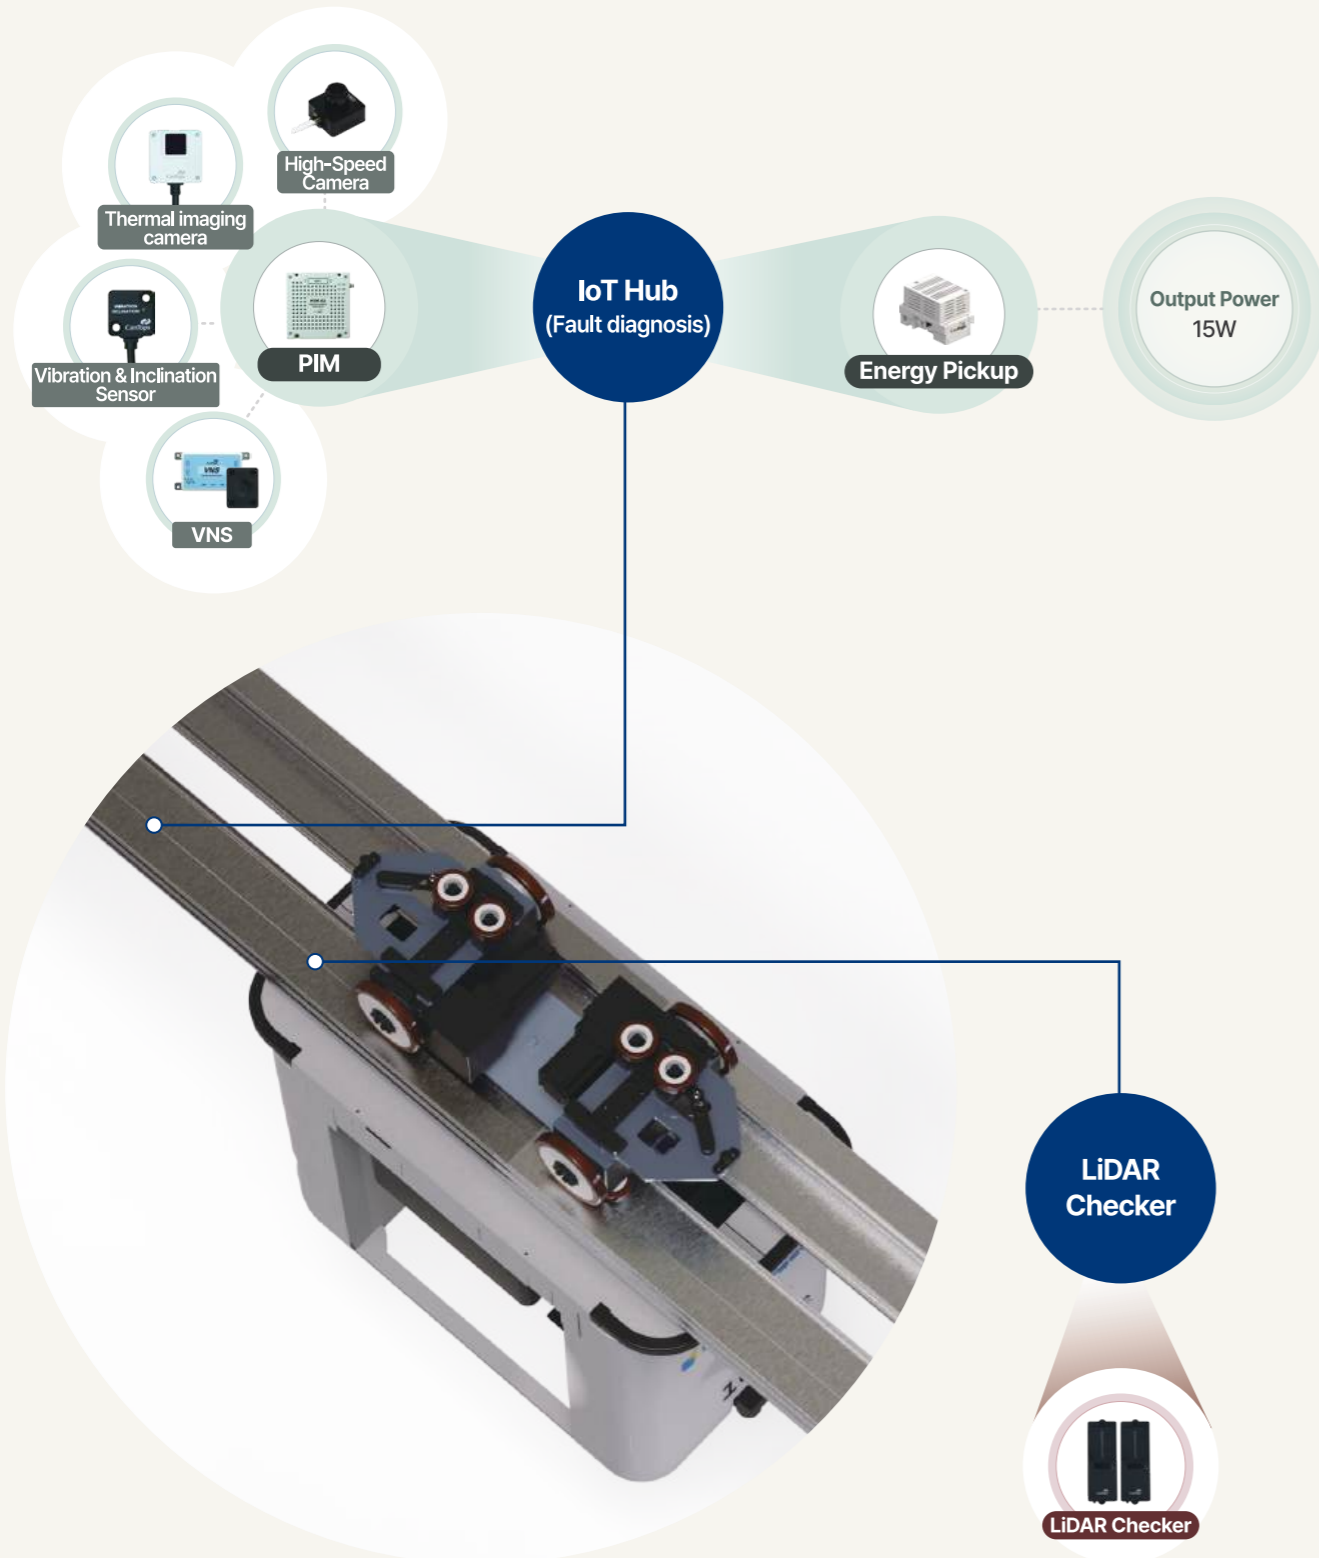 High-Speed
Camera
Thermal imaging
camera
Vibration & Inclination
Sensor
VNS
VNS
PIM
IoT Hub
(Fault diagnosis)
Energy Pickup
Output Power
15W
LiDAR
Checker
LiDAR Checker